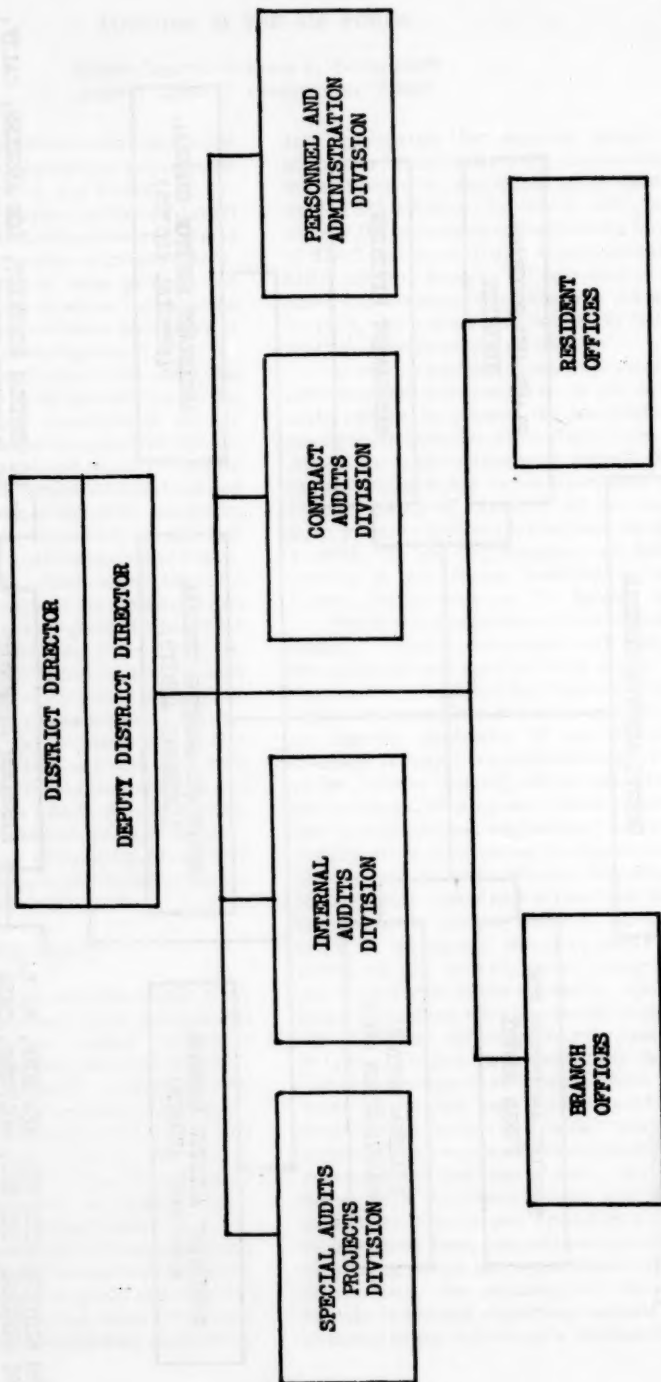 DISTRICT DIRECTOR
DEPUTY DISTRICT DIRECTOR
SPECIAL AUDITS
PROJECTS
DIVISION
INTERNAL
AUDITS
DIVISION
CONTRACT
AUDITS
DIVISION
PERSONNEL AND
ADMINISTRATION
DIVISION
BRANCH
OFFICES
RESIDENT
OFFICES